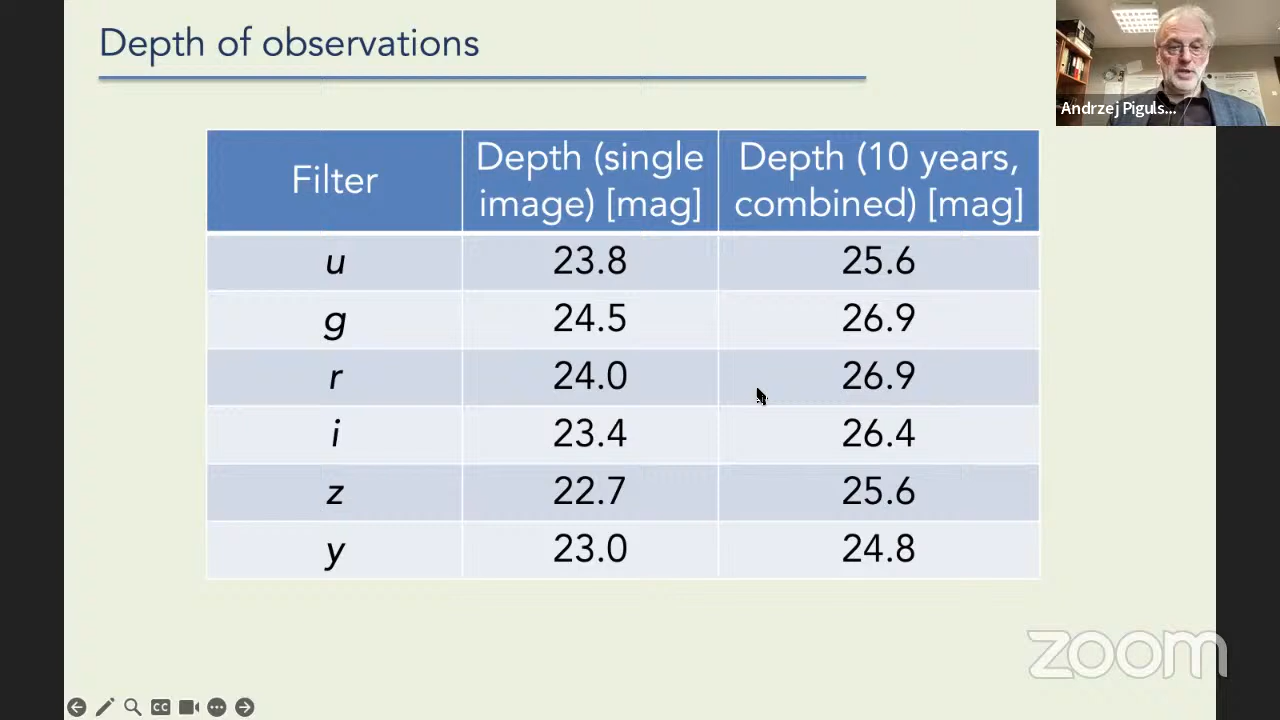 Depth of observations
Andrzej Piguls...
Filter
Depth (single
image) [mag]
Depth (10 years,
combined) [mag]
u 23.8 25.6
g 24.5 26.9
r 24.0 26.9
i 23.4 26.4
z 22.7 25.6
y 23.0 24.8
zoom
CC